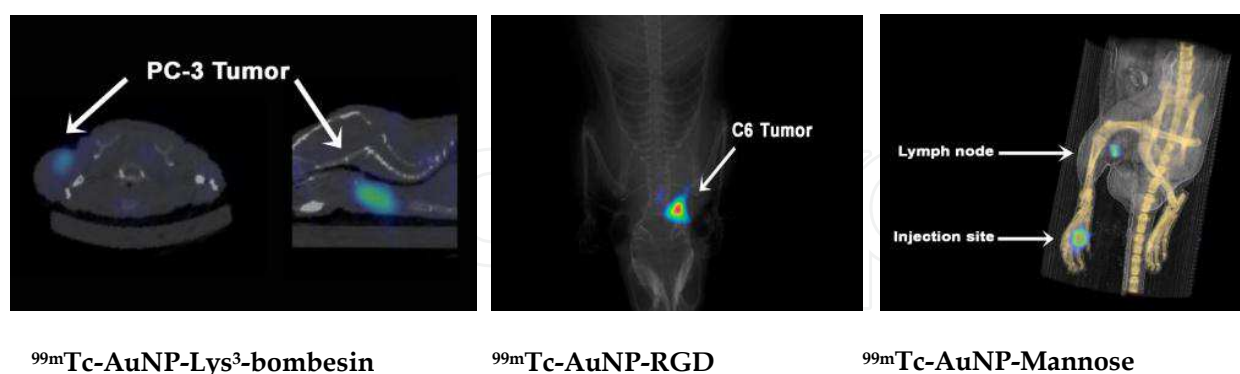 PC-3 Tumor
C6 Tumor
Lymph node
Injection site
⁹⁹ᵐTc-AuNP-Lys³-bombesin
⁹⁹ᵐTc-AuNP-RGD
⁹⁹ᵐTc-AuNP-Mannose